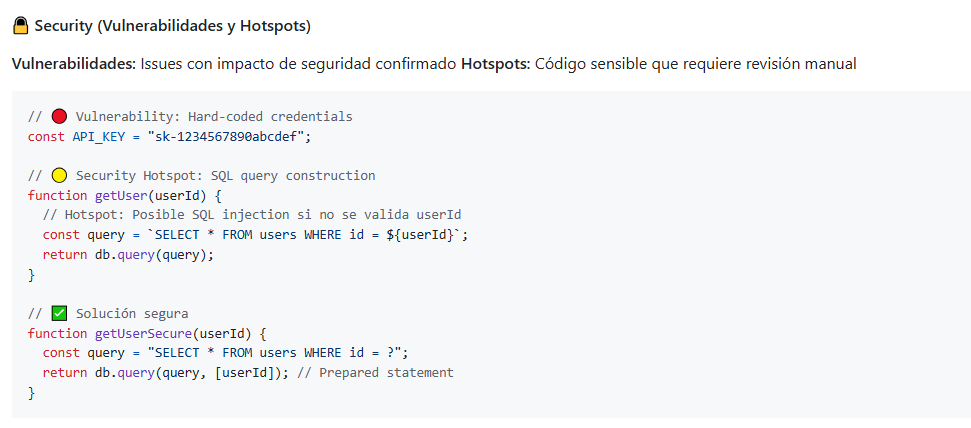 🔒 Security (Vulnerabilidades y Hotspots)
Vulnerabilidades: Issues con impacto de seguridad confirmado Hotspots: Código sensible que requiere revisión manual
// 🔴 Vulnerability: Hard-coded credentials
const API_KEY = "sk-1234567890abcdef";
// 🟡 Security Hotspot: SQL query construction
function getUser(userId) {
  // Hotspot: Posible SQL injection si no se valida userId
  const query = `SELECT * FROM users WHERE id = ${userId}`;
  return db.query(query);
}
// ✅ Solución segura
function getUserSecure(userId) {
  const query = "SELECT * FROM users WHERE id = ?";
  return db.query(query, [userId]); // Prepared statement
}